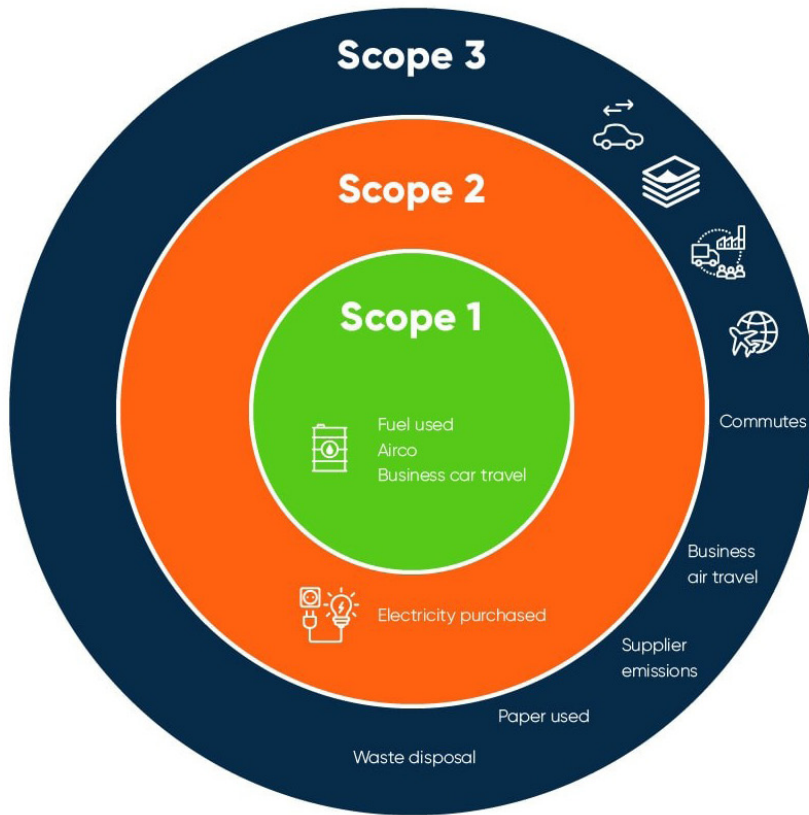 Scope 3
Scope 2
Scope 1
Fuel used
Airco
Business car travel
Commutes
Business
air travel
Electricity purchased
Supplier
emissions
Paper used
Waste disposal